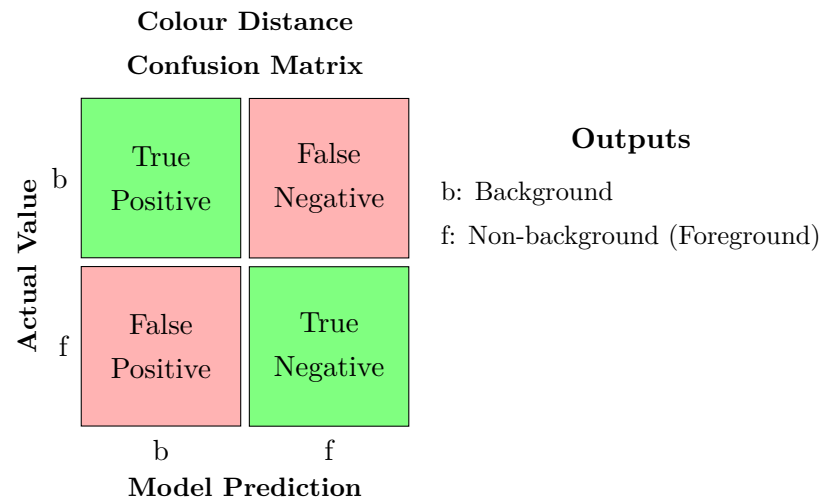 Colour Distance
Confusion Matrix
Actual Value
b
True
Positive
False
Negative
f
False
Positive
True
Negative
b
f
Model Prediction
Outputs
b: Background
f: Non-background (Foreground)